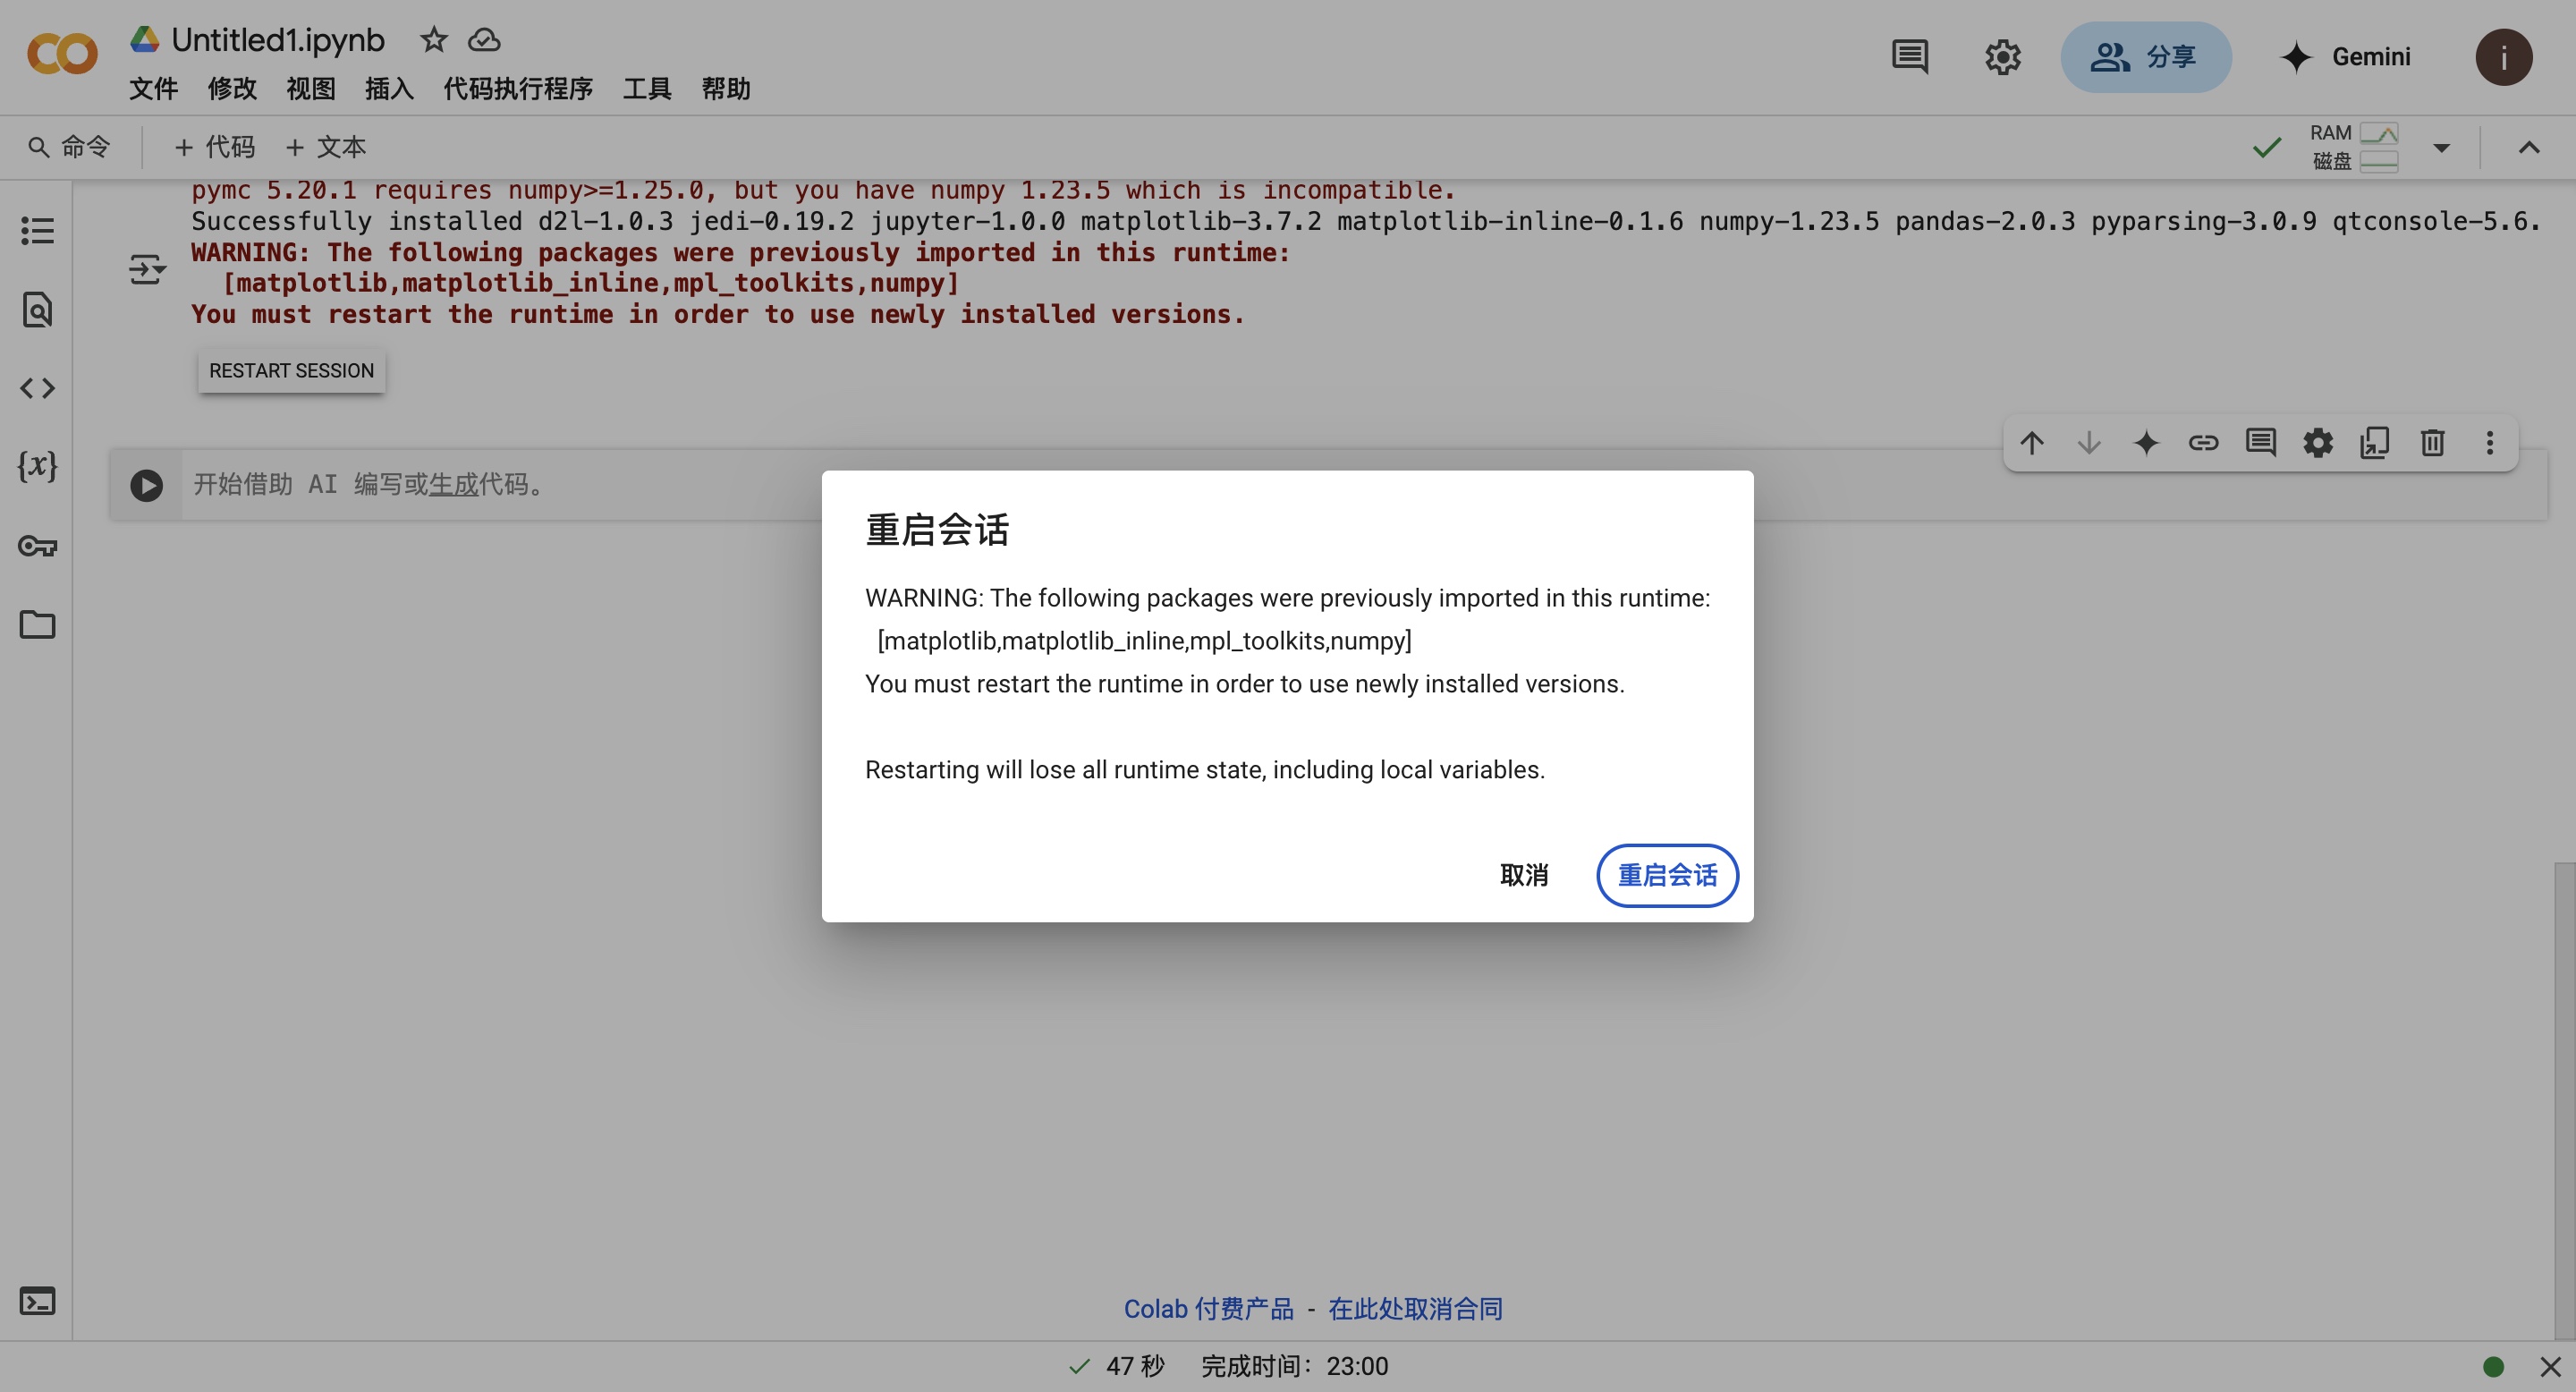 Untitled1.ipynb
文件 修改 视图 插入 代码执行程序 工具 帮助
分享
Gemini
i
命令 + 代码 + 文本
RAM
磁盘
pymc 5.20.1 requires numpy>=1.25.0, but you have numpy 1.23.5 which is incompatible.
Successfully installed d2l-1.0.3 jedi-0.19.2 jupyter-1.0.0 matplotlib-3.7.2 matplotlib-inline-0.1.6 numpy-1.23.5 pandas-2.0.3 pyparsing-3.0.9 qtconsole-5.6.
WARNING: The following packages were previously imported in this runtime:
[matplotlib,matplotlib_inline,mpl_toolkits,numpy]
You must restart the runtime in order to use newly installed versions.
RESTART SESSION
开始借助 AI 编写或生成代码。
重启会话
WARNING: The following packages were previously imported in this runtime:
[matplotlib,matplotlib_inline,mpl_toolkits,numpy]
You must restart the runtime in order to use newly installed versions.
Restarting will lose all runtime state, including local variables.
取消 重启会话
Colab 付费产品 - 在此处取消合同
47 秒 完成时间：23:00